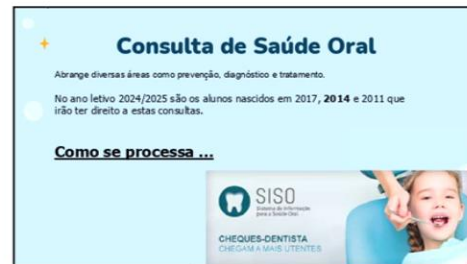 Consulta de Saúde Oral
Abrange diversas áreas como prevenção, diagnóstico e tratamento.
No ano letivo 2024/2025 são os alunos nascidos em 2017, 2014 e 2011 que
irão ter direito a estas consultas.
Como se processa ...
SISO
Sistema de Informação
para a Saúde Oral
CHEQUES-DENTISTA
CHEGAM A MAIS UTENTES